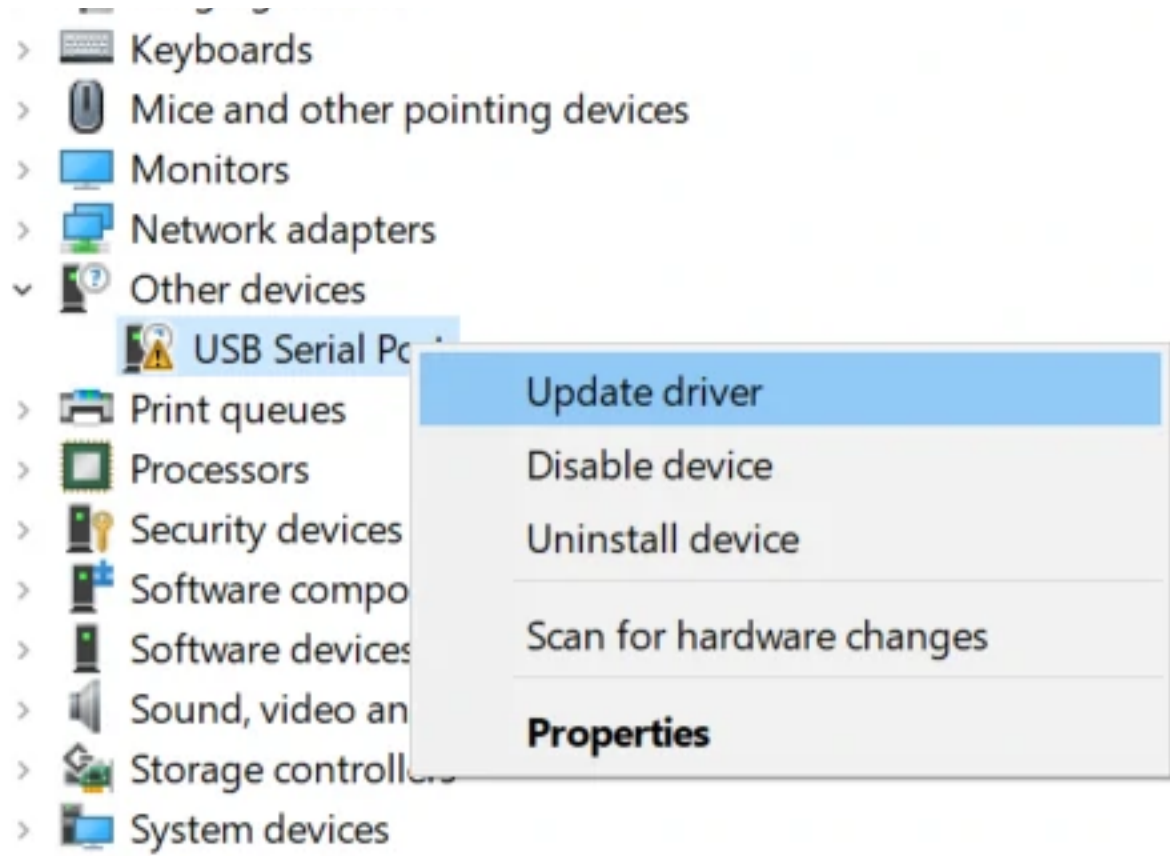 Keyboards
Mice and other pointing devices
Monitors
Network adapters
Other devices
USB Serial
Update driver
Print queues
Disable device
Processors
Uninstall device
Security devices
Software compo
Scan for hardware changes
Software devices
Sound, video an
Properties
Storage controllers
System devices